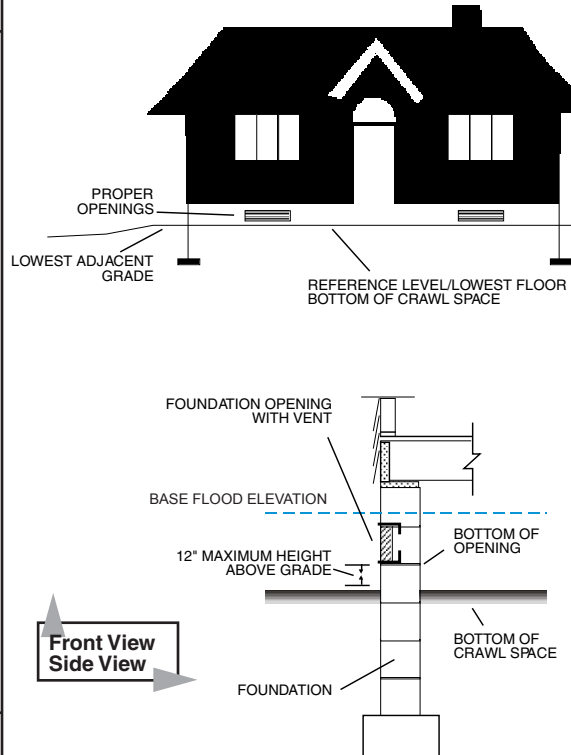 PROPER
OPENINGS
LOWEST ADJACENT
GRADE
REFERENCE LEVEL/LOWEST FLOOR
BOTTOM OF CRAWL SPACE
FOUNDATION OPENING
WITH VENT
BASE FLOOD ELEVATION
BOTTOM OF
OPENING
12" MAXIMUM HEIGHT
ABOVE GRADE
Front View
Side View
BOTTOM OF
CRAWL SPACE
FOUNDATION